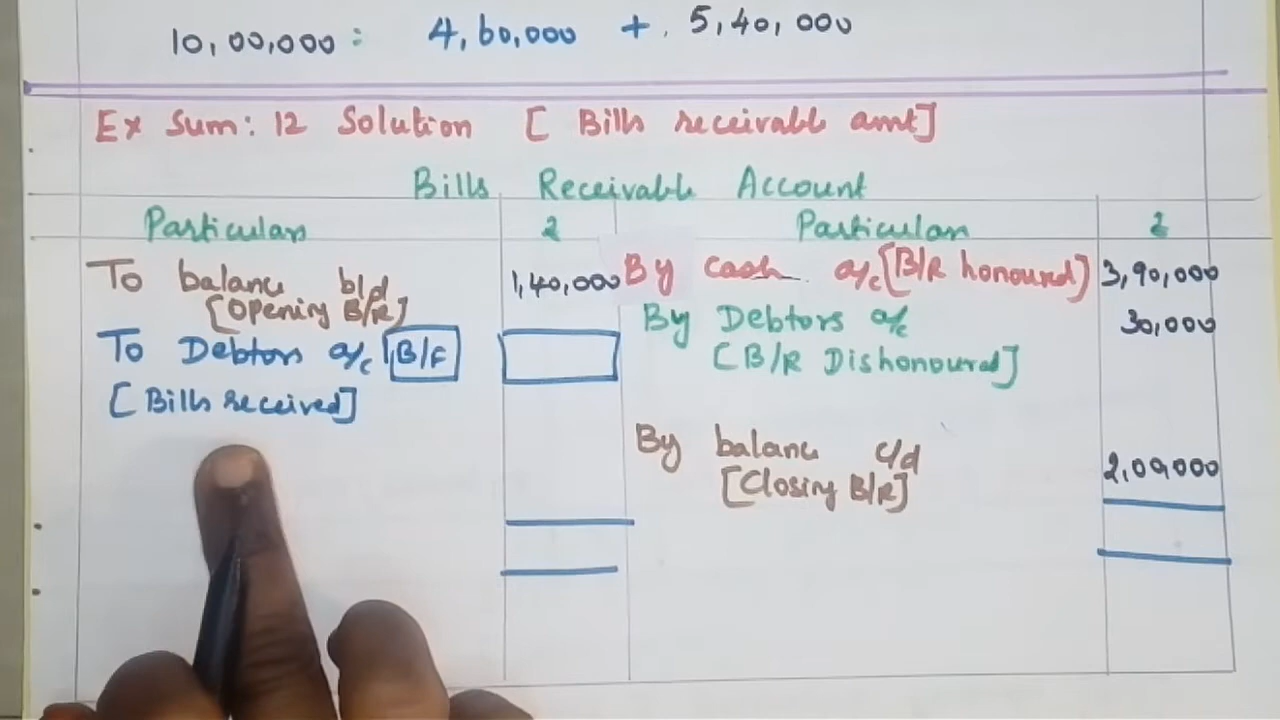 10,00,000 : 4,60,000 + 5,40,000
Ex Sum: 12 Solution [ Bills receivable amt]
Bills Receivable Account
Particulars ₹ Particulars ₹
To balance b/d 1,40,000 By cash a/c [B/R honoured] 3,90,000
[Opening B/R]
By Debtors a/c 30,000
To Debtors a/c B/F
[B/R Dishonoured]
[Bills received]
By balance c/d 2,00,000
[Closing B/R]